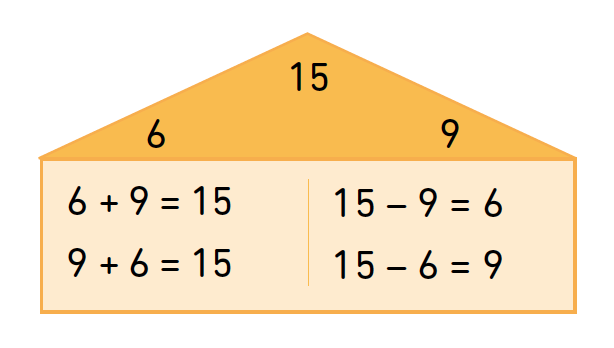 15
6 9
6 + 9 = 15
9 + 6 = 15
15 – 9 = 6
15 – 6 = 9